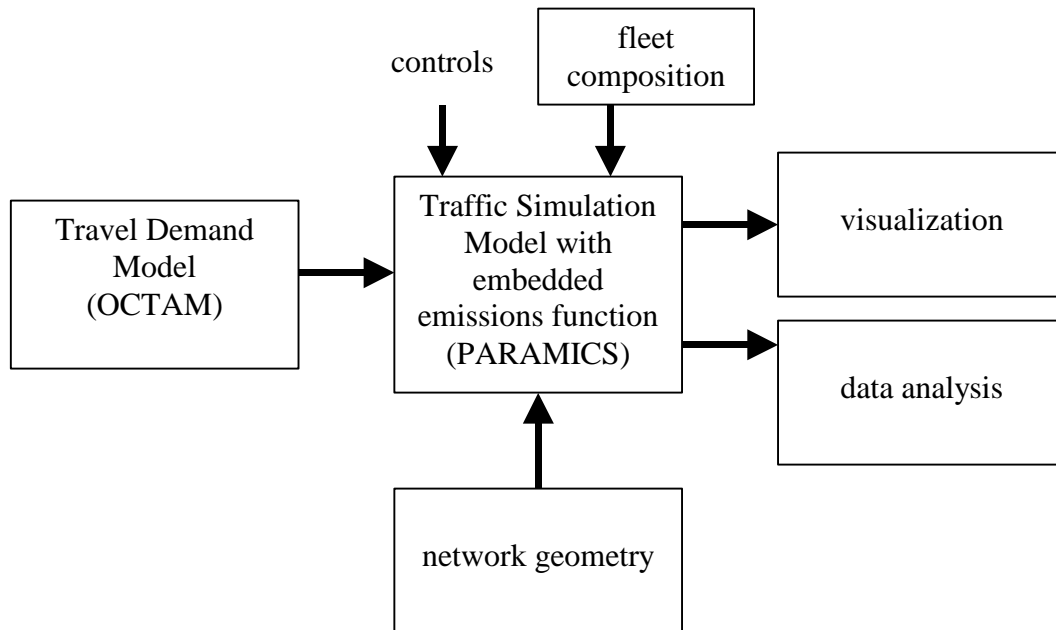 controls
fleet
composition
Travel Demand
Model
(OCTAM)
Traffic Simulation
Model with
embedded
emissions function
(PARAMICS)
visualization
data analysis
network geometry